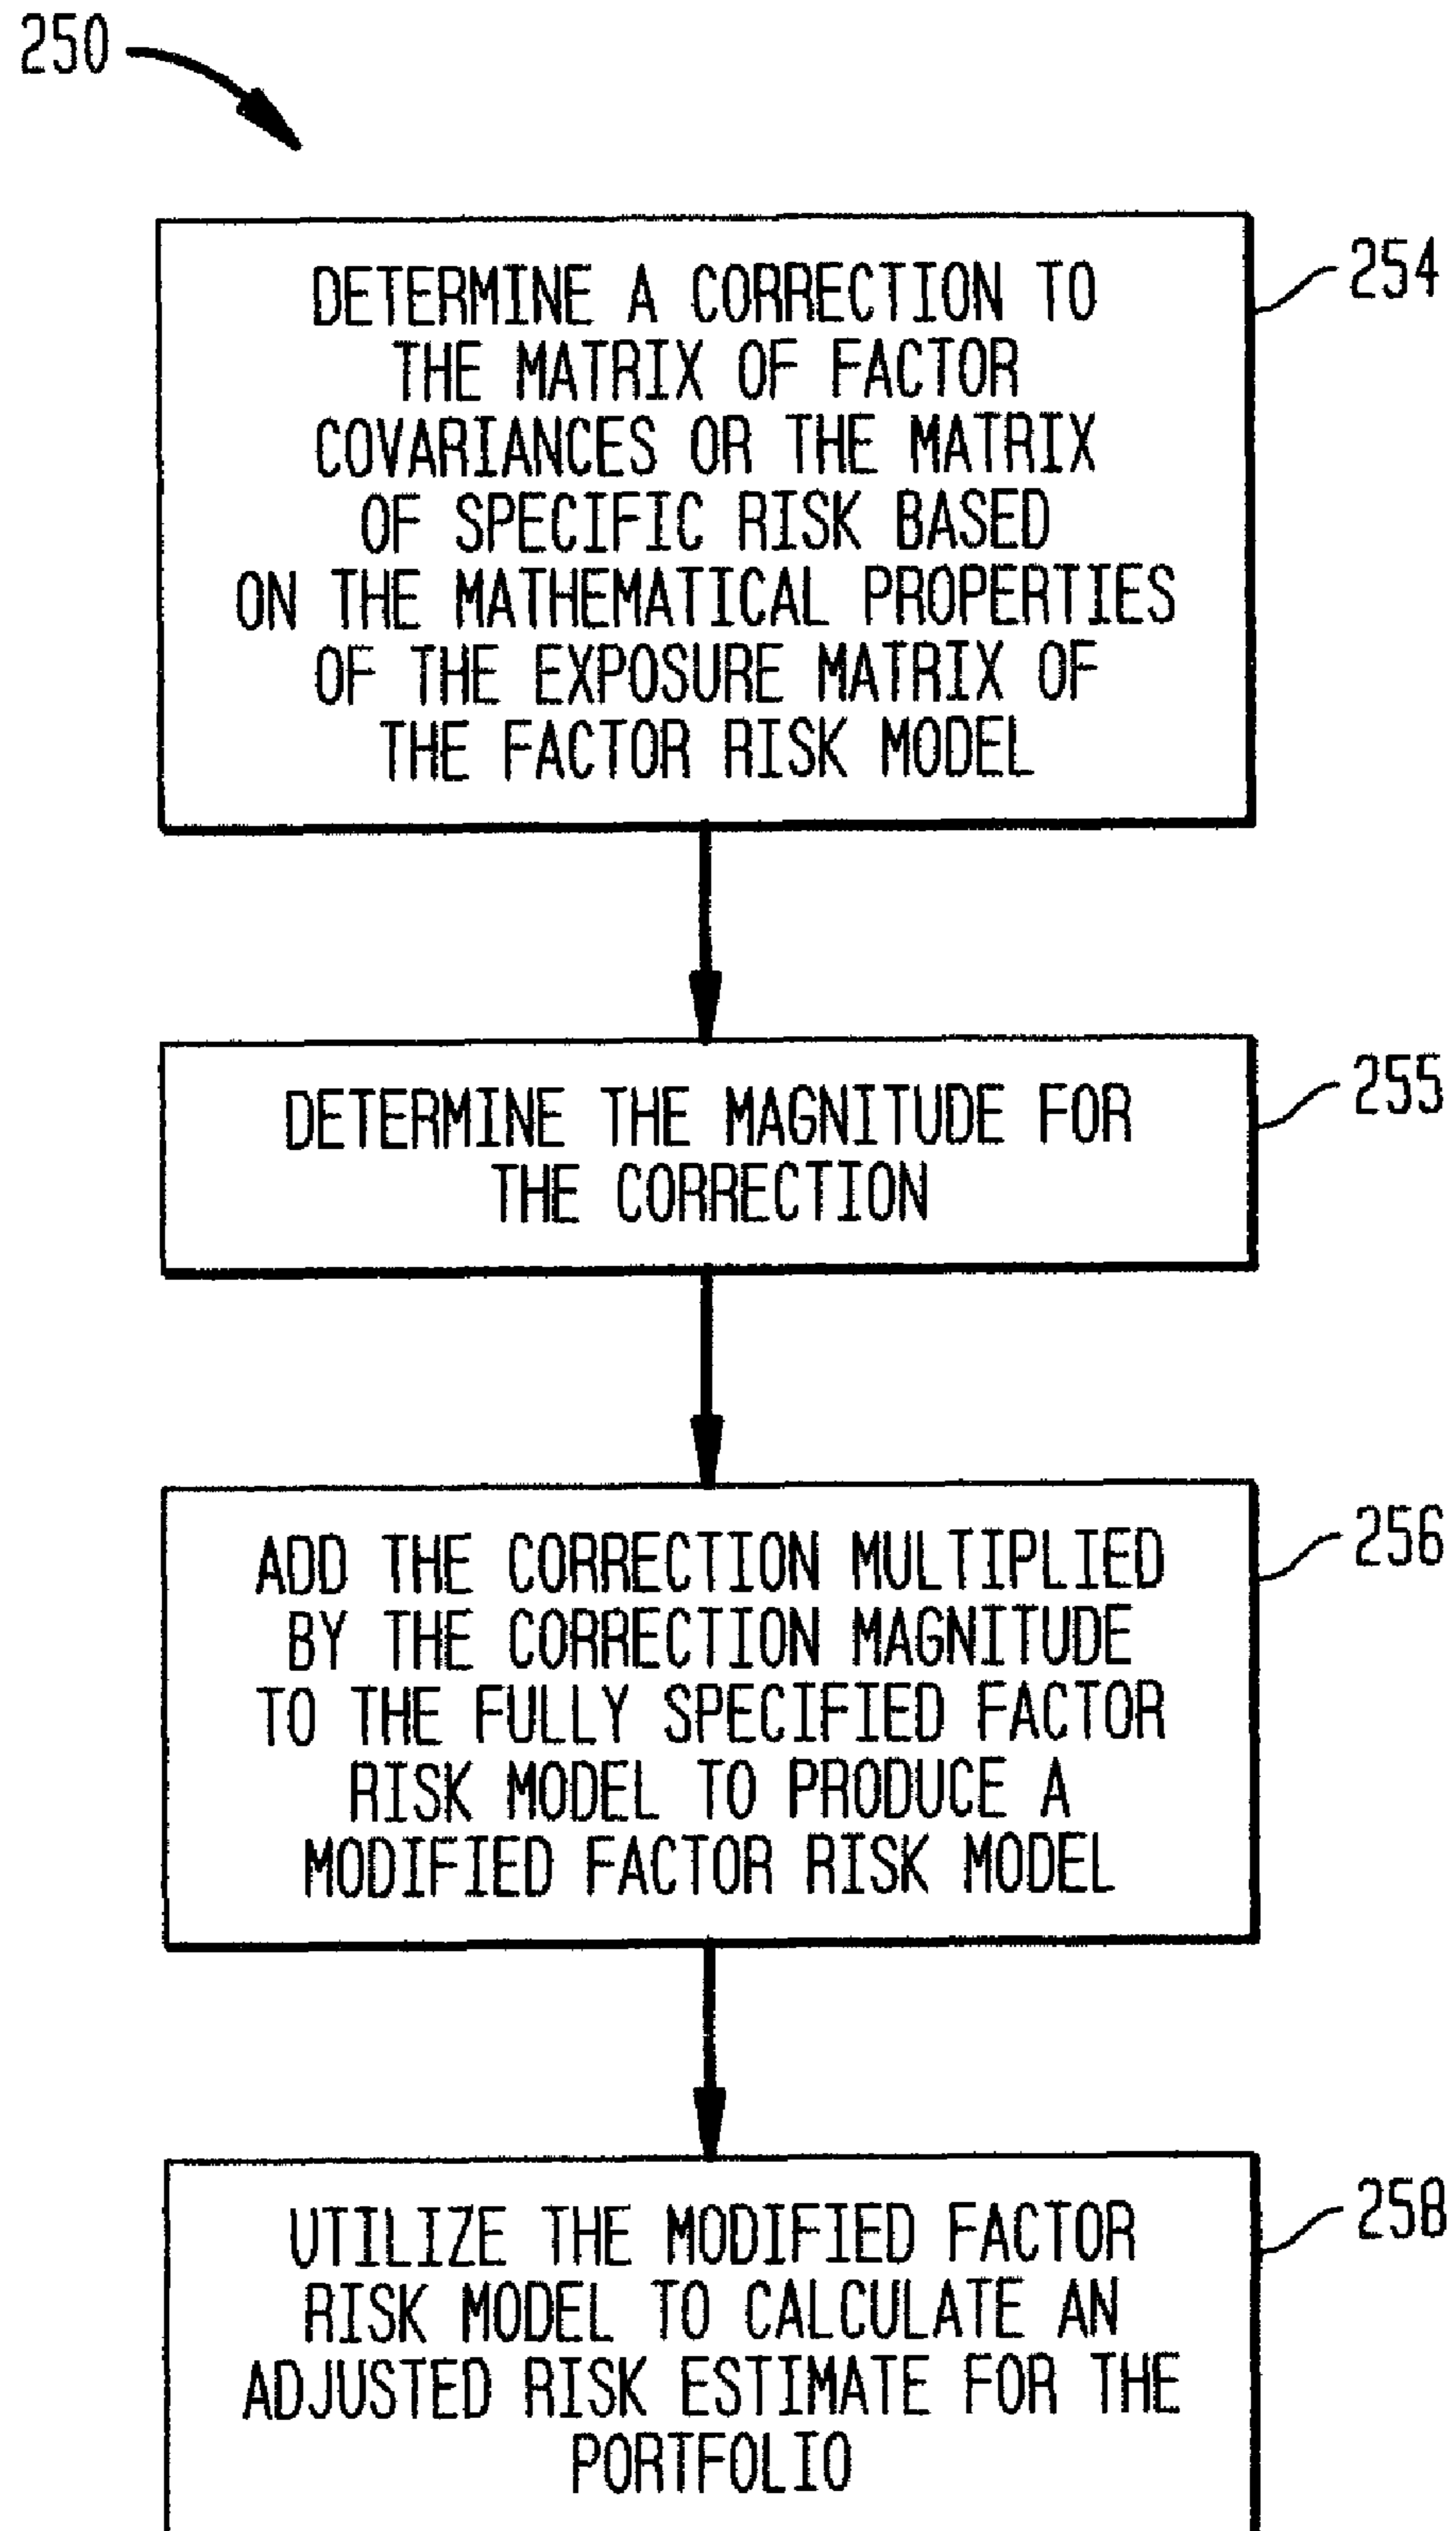 250
DETERMINE A CORRECTION TO
THE MATRIX OF FACTOR
COVARIANCES OR THE MATRIX
OF SPECIFIC RISK BASED
ON THE MATHEMATICAL PROPERTIES
OF THE EXPOSURE MATRIX OF
THE FACTOR RISK MODEL
254
DETERMINE THE MAGNITUDE FOR
THE CORRECTION
255
ADD THE CORRECTION MULTIPLIED
BY THE CORRECTION MAGNITUDE
TO THE FULLY SPECIFIED FACTOR
RISK MODEL TO PRODUCE A
MODIFIED FACTOR RISK MODEL
256
UTILIZE THE MODIFIED FACTOR
RISK MODEL TO CALCULATE AN
ADJUSTED RISK ESTIMATE FOR THE
PORTFOLIO
258